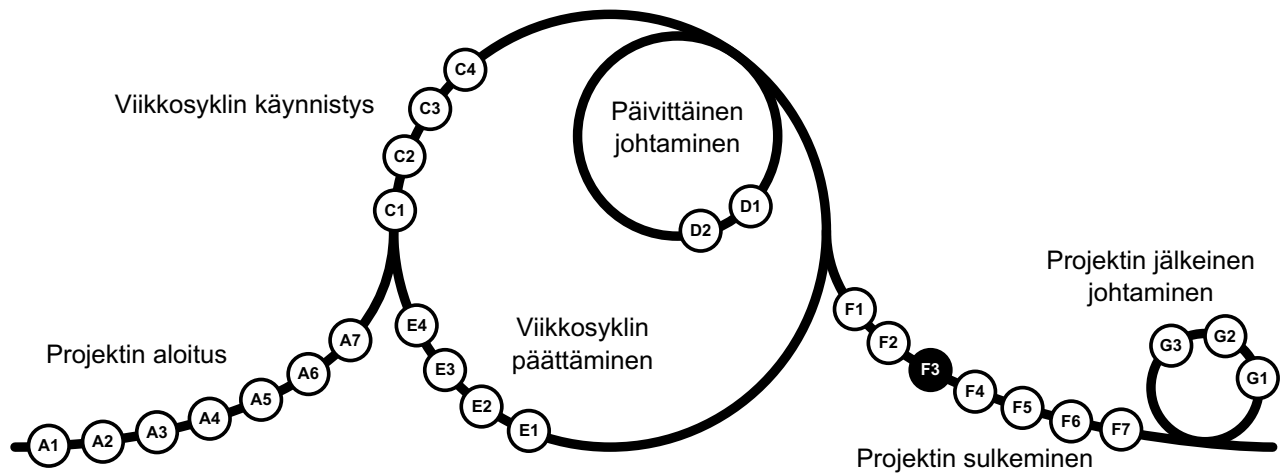 Viikkosyklin käynnistys
C4
C3
C2
C1
Päivittäinen
johtaminen
D1
D2
Projektin aloitus
A1
A2
A3
A4
A5
A6
A7
Viikkosyklin
päättäminen
E4
E3
E2
E1
F1
F2
F3
F4
F5
F6
F7
Projektin sulkeminen
Projektin jälkeinen
johtaminen
G3
G2
G1